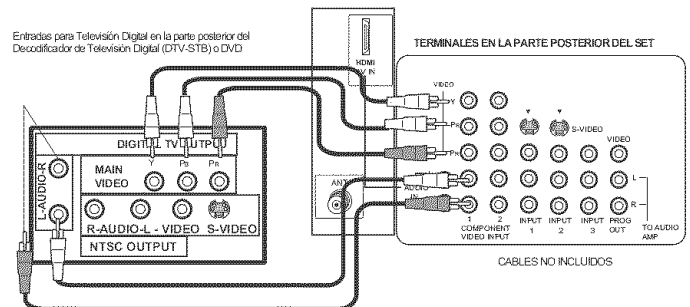 Entradas para Televisión Digital en la parte posterior del
Decodificador de Televisión Digital (DTV-STB) o DVD
TERMINALES EN LA PARTE POSTERIOR DEL SET
HDMI
AV IN
VIDEO
Y
PB
PR
S-VIDEO
VIDEO
DIGITAL TV OUTPUT
Y PB PR
MAIN
VIDEO
L-AUDIO-R
R-AUDIO-L - VIDEO S-VIDEO
NTSC OUTPUT
ANT
AUDIO
IN
L
R
1 2
COMPONENT
VIDEO INPUT
INPUT
1
INPUT
2
INPUT
3
PROG
OUT
TO AUDIO
AMP
CABLES NO INCLUIDOS